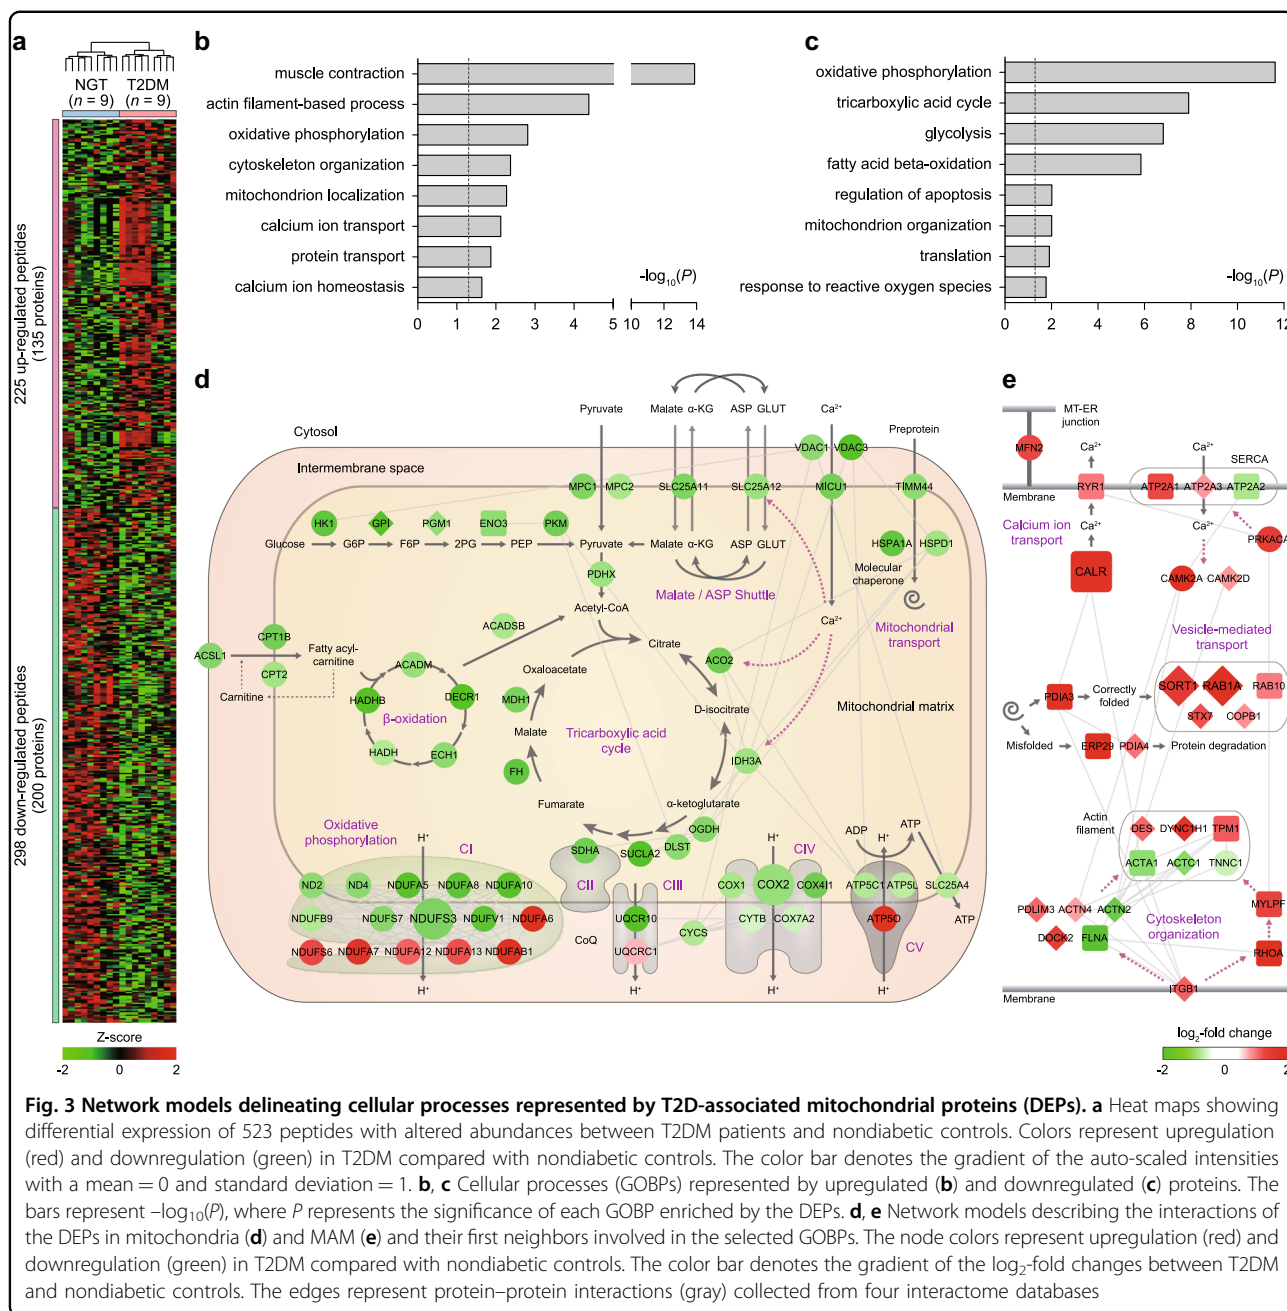 a
NGT
(n = 9)
T2DM
(n = 9)
225 up-regulated peptides
(135 proteins)
298 down-regulated peptides
(200 proteins)
Z-score
-2 0 2
b
muscle contraction
actin filament-based process
oxidative phosphorylation
cytoskeleton organization
mitochondrion localization
calcium ion transport
protein transport
calcium ion homeostasis
-log10(P)
0 1 2 3 4 5 10 12 14
c
oxidative phosphorylation
tricarboxylic acid cycle
glycolysis
fatty acid beta-oxidation
regulation of apoptosis
mitochondrion organization
translation
response to reactive oxygen species
-log10(P)
0 2 4 6 8 10 12
d
Pyruvate
Malate α-KG
ASP GLUT
Ca²⁺
Preprotein
Cytosol
VDAC1 VDAC3
Intermembrane space
MPC1 MPC2 SLC25A11 SLC25A12 MICU1 TIMM44
HK1 GPI PGM1 ENO3 PKM
Glucose G6P F6P 2PG PEP Pyruvate Malate α-KG ASP GLUT
HSPA1A HSPD1
Molecular
chaperone
PDHX
Malate / ASP Shuttle
Acetyl-CoA
Ca²⁺
Mitochondrial
transport
ACADSB
CPT1B
ACSL1
CPT2
Fatty acyl-
carnitine
Carnitine
ACADM
HADHB
DECR1
β-oxidation
HADH
ECH1
Citrate
Oxaloacetate
ACO2
MDH1
D-isocitrate
Mitochondrial matrix
Malate
Tricarboxylic acid
cycle
FH
IDH3A
Fumarate
α-ketoglutarate
OGDH
DLST
SUCLA2
SDHA
Oxidative
phosphorylation
H⁺
CI
CII
CIII
CIV
H⁺
ADP
H⁺
ATP
ND2 ND4 NDUFA5 NDUFA8 NDUFA10
COX1 COX2 COX4I1
ATP5C1 ATP5L
SLC25A4
NDUFB9 NDUFS7 NDUFS3 NDUFV1 NDUFA6
UQCR10
CYCS
CYTB COX7A2
ATP5O
ATP
NDUFS6 NDUFA7 NDUFA12 NDUFA13 NDUFAB1
CoQ
UQCRC1
CV
H⁺ H⁺ H⁺ H⁺
e
MT-ER
junction
MFN2
Ca²⁺
Ca²⁺
SERCA
RYR1
ATP2A1 ATP2A3 ATP2A2
Membrane
Calcium ion
transport
Ca²⁺
Ca²⁺
PRKACA
CALR
CAMK2A CAMK2D
Vesicle-mediated
transport
PDIA3
Correctly
folded
SORT1 RAB1A RAB10
STX7 COPB1
Misfolded
ERP29 PDIA4
Protein degradation
Actin
filament
DES DYNC1H1 TPM1
ACTA1 ACTC1 TNNC1
PDLIM3 ACTN4 ACTN2
MYLPF
DOCK2 FLNA
Cytoskeleton
organization
RHOA
ITGB1
Membrane
log2-fold change
-2 0 2
Fig. 3 Network models delineating cellular processes represented by T2D-associated mitochondrial proteins (DEPs). a Heat maps showing
differential expression of 523 peptides with altered abundances between T2DM patients and nondiabetic controls. Colors represent upregulation
(red) and downregulation (green) in T2DM compared with nondiabetic controls. The color bar denotes the gradient of the auto-scaled intensities
with a mean = 0 and standard deviation = 1. b, c Cellular processes (GOBPs) represented by upregulated (b) and downregulated (c) proteins. The
bars represent –log10(P), where P represents the significance of each GOBP enriched by the DEPs. d, e Network models describing the interactions of
the DEPs in mitochondria (d) and MAM (e) and their first neighbors involved in the selected GOBPs. The node colors represent upregulation (red) and
downregulation (green) in T2DM compared with nondiabetic controls. The color bar denotes the gradient of the log2-fold changes between T2DM
and nondiabetic controls. The edges represent protein–protein interactions (gray) collected from four interactome databases